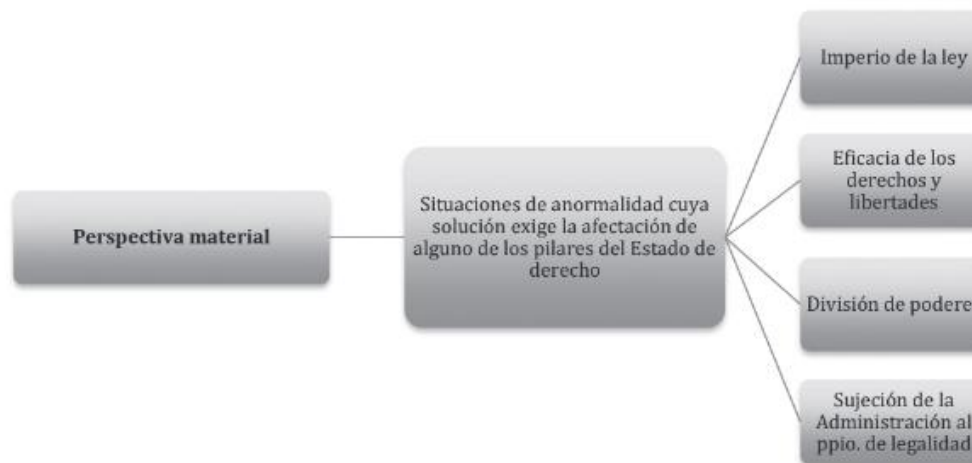 Perspectiva material
Situaciones de anormalidad cuya
solución exige la afectación de
alguno de los pilares del Estado de
derecho
Imperio de la ley
Eficacia de los
derechos y
libertades
División de podere
Sujeción de la
Administración al
ppio. de legalidad